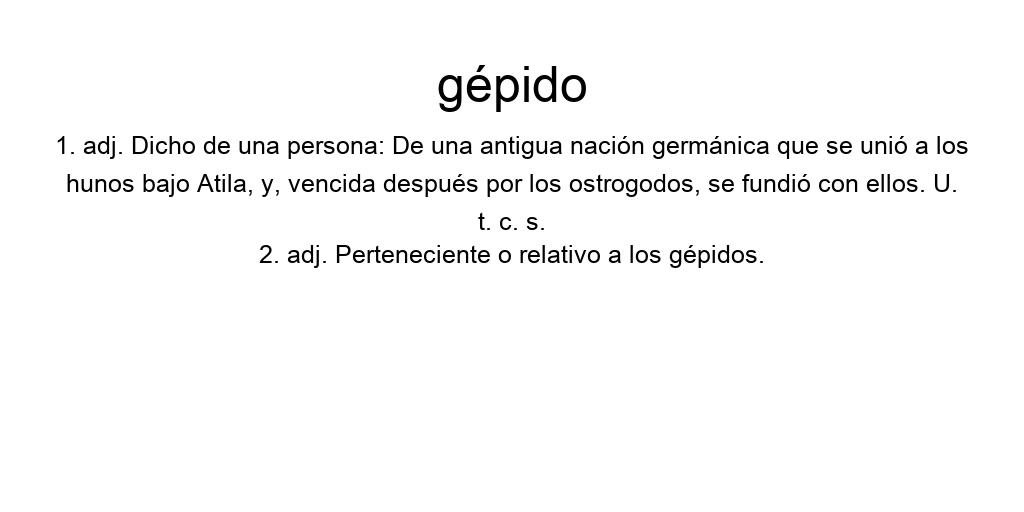 gépido
1. adj. Dicho de una persona: De una antigua nación germánica que se unió a los
hunos bajo Atila, y, vencida después por los ostrogodos, se fundió con ellos. U.
t. c. s.
2. adj. Perteneciente o relativo a los gépidos.